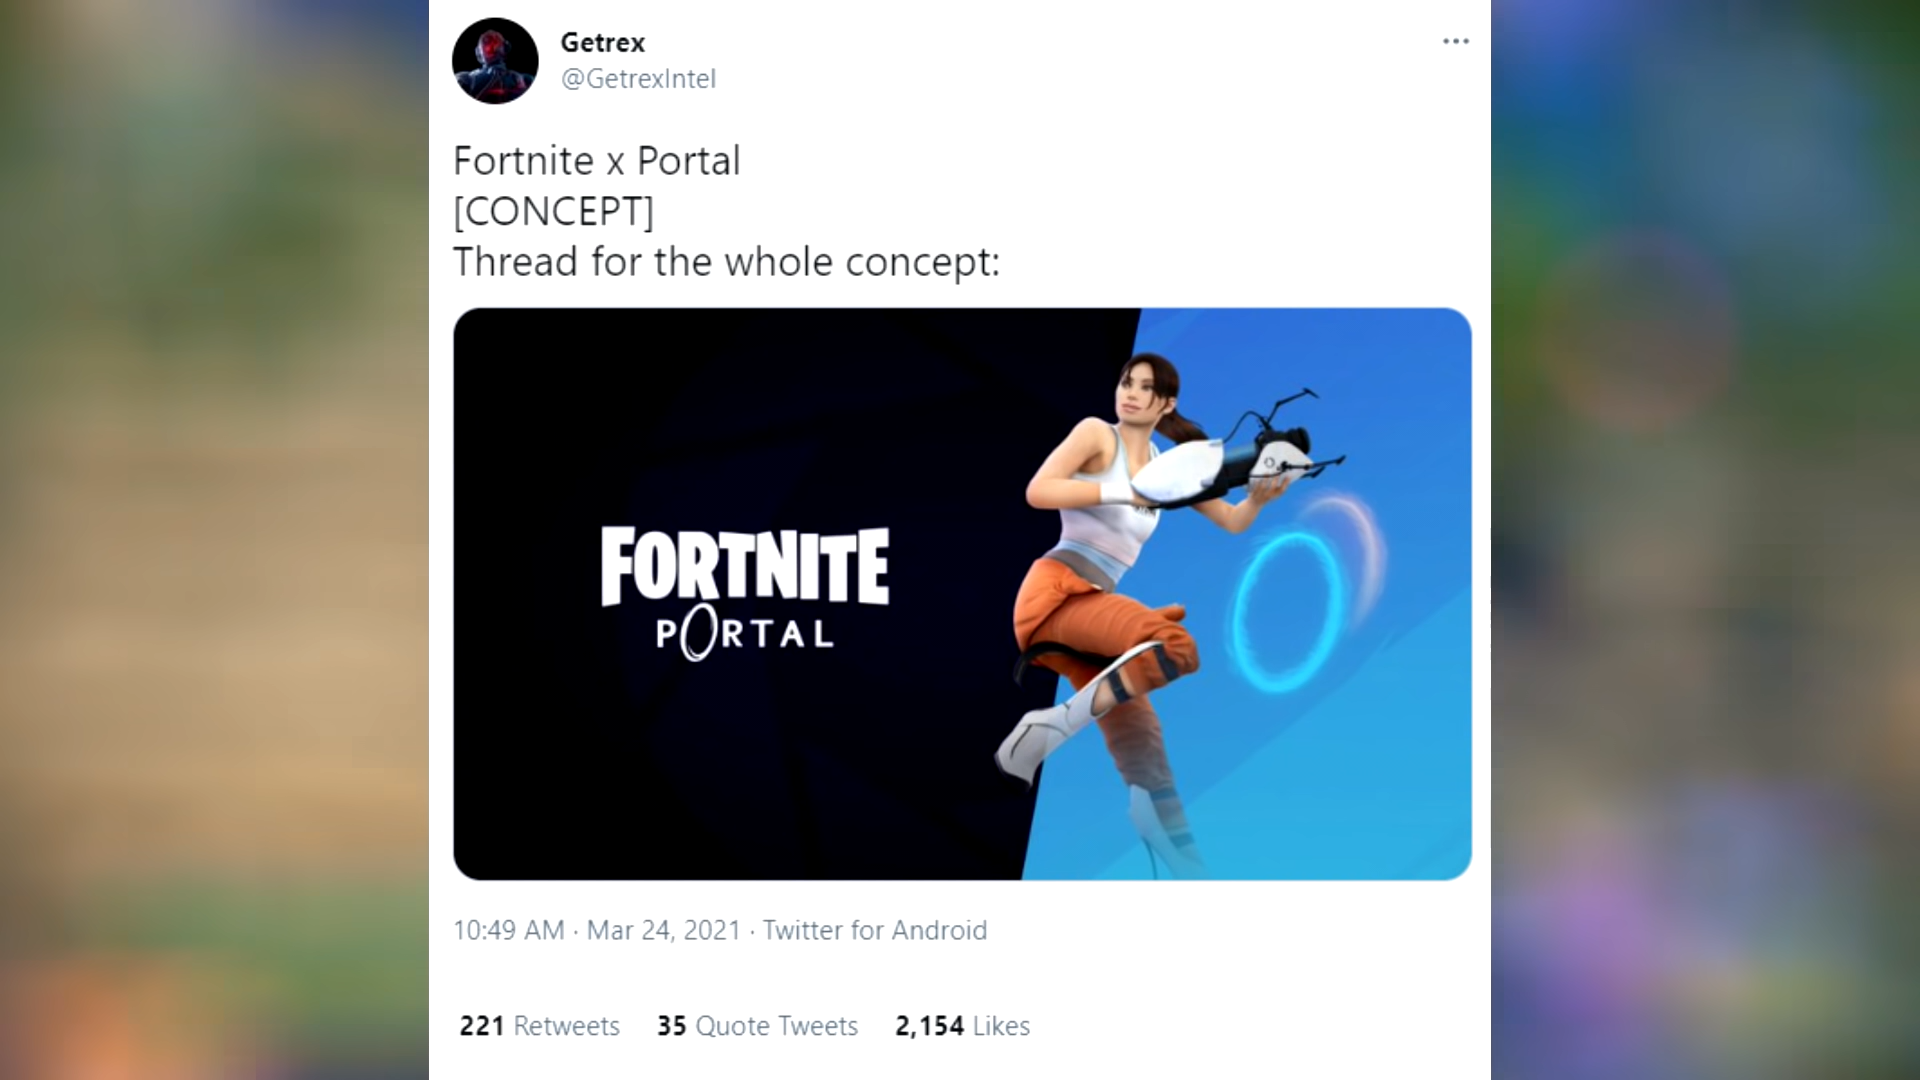 Getrex
@GetrexIntel
Fortnite x Portal
[CONCEPT]
Thread for the whole concept:
FORTNITE
PORTAL
10:49 AM · Mar 24, 2021 · Twitter for Android
221 Retweets 35 Quote Tweets 2,154 Likes